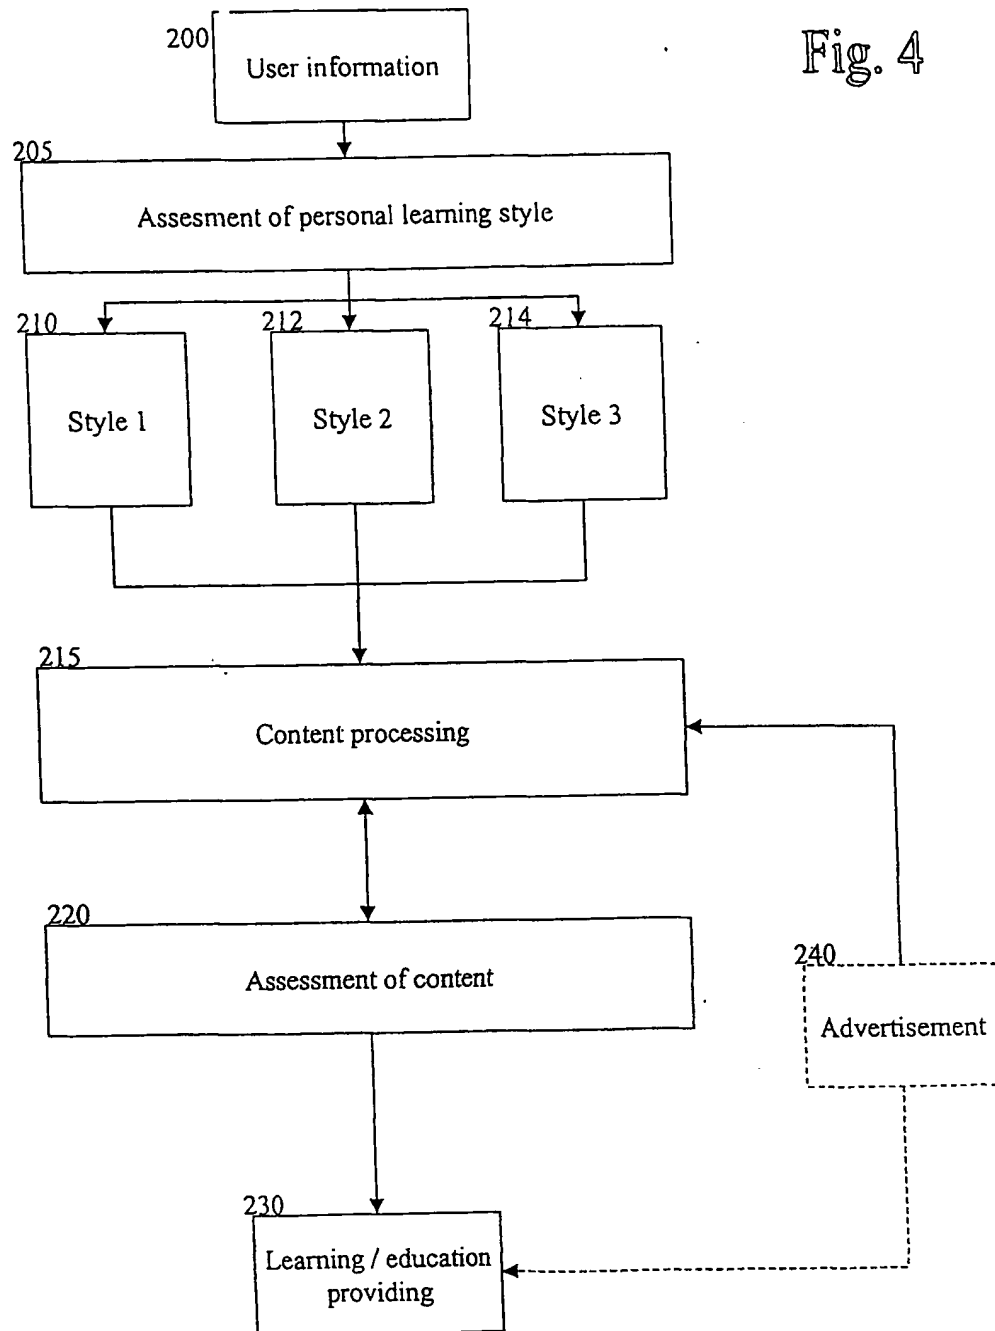 Fig. 4
200
User information
205
Assesment of personal learning style
210
212
214
Style 1
Style 2
Style 3
215
Content processing
220
Assessment of content
240
Advertisement
230
Learning / education
providing